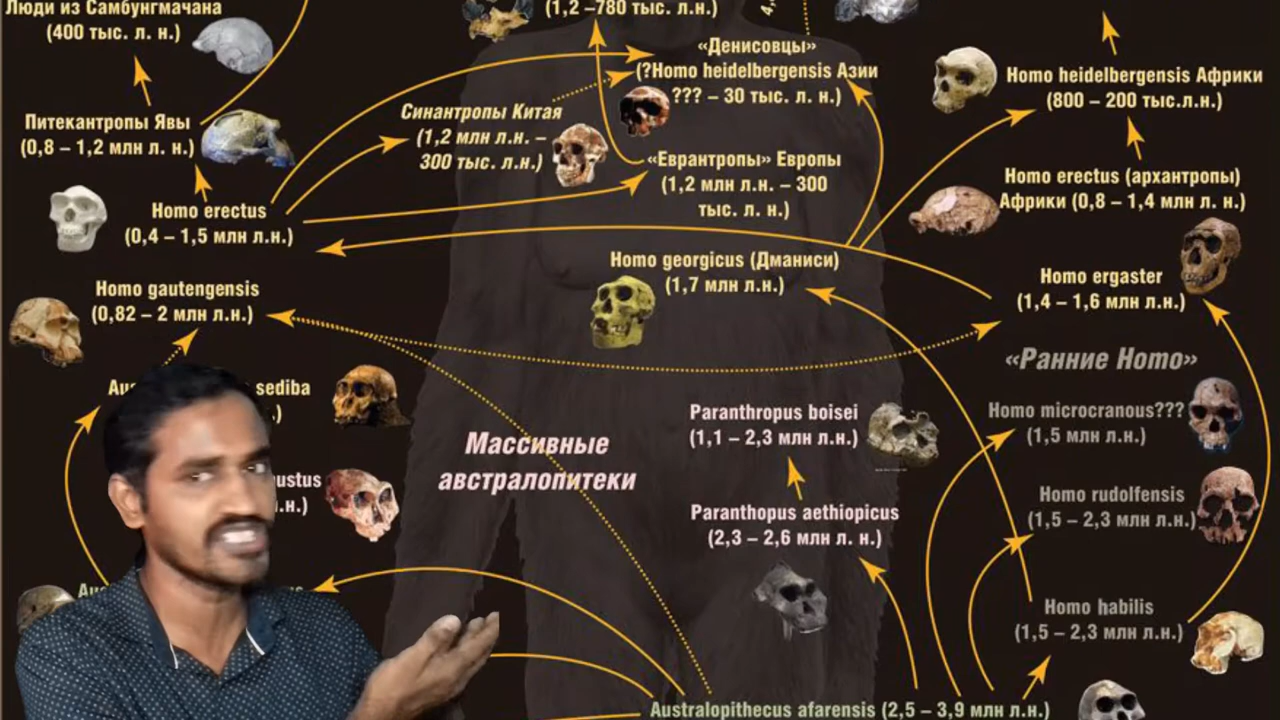 Люди из Самбунгмачана
(400 тыс. л. н.)
(1,2 –780 тыс. л.н.)
«Денисовцы»
(?Homo heidelbergensis Азии
??? – 30 тыс. л. н.)
Homo heidelbergensis Африки
(800 – 200 тыс.л.н.)
Питекантропы Явы
(0,8 – 1,2 млн л. н.)
Синантропы Китая
(1,2 млн л.н. –
300 тыс. л.н.)
«Еврантропы» Европы
(1,2 млн л.н. – 300
тыс. л. н.)
Homo erectus (архантропы)
Африки (0,8 – 1,4 млн л.н.)
Homo erectus
(0,4 – 1,5 млн л.н.)
Homo georgicus (Дманиси)
(1,7 млн л.н.)
Homo ergaster
(1,4 – 1,6 млн л.н.)
Homo gautengensis
(0,82 – 2 млн л.н.)
«Ранние Homo»
sediba
Массивные
австралопитеки
Paranthropus boisei
(1,1 – 2,3 млн л.н.)
Homo microcranous???
(1,5 млн л.н.)
Homo rudolfensis
(1,5 – 2,3 млн л.н.)
Paranthopus aethiopicus
(2,3 – 2,6 млн л. н.)
Homo habilis
(1,5 – 2,3 млн л.н.)
Australopithecus afarensis (2,5 – 3,9 млн л.н.)